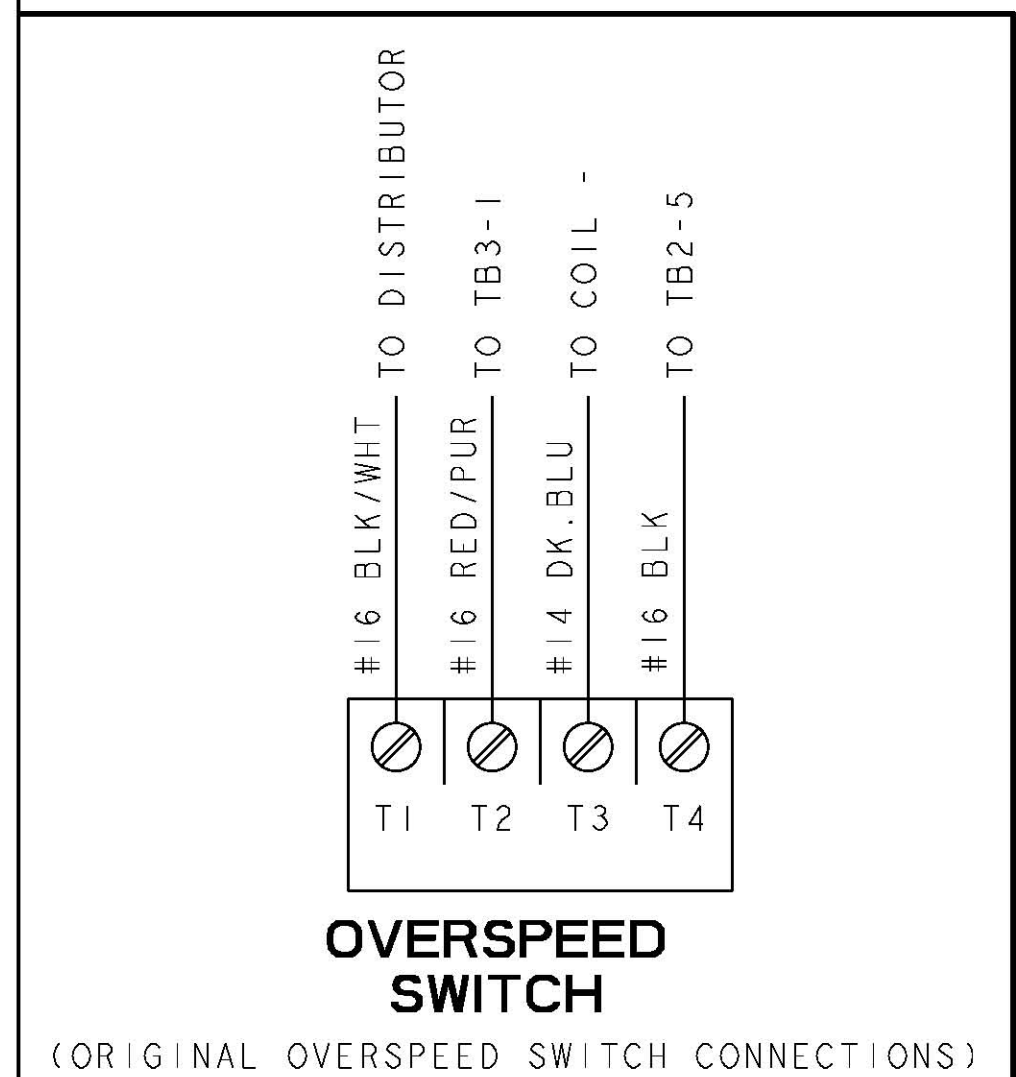 TO DISTRIBUTOR
TO TB3-1
TO COIL -
TO TB2-5
#16 BLK/WHT
#16 RED/PUR
#14 DK.BLU
#16 BLK
T1 T2 T3 T4
OVERSPEED
SWITCH
(ORIGINAL OVERSPEED SWITCH CONNECTIONS)